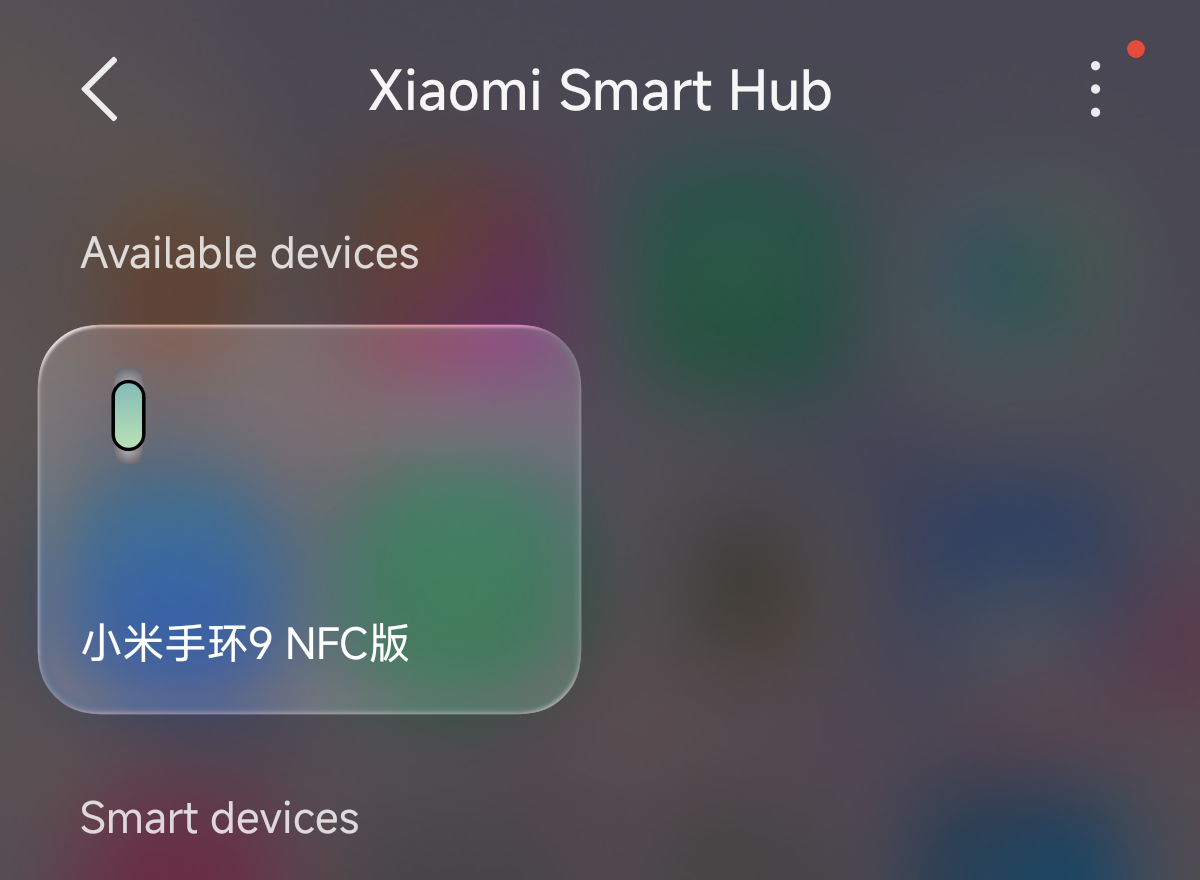 Xiaomi Smart Hub
Available devices
小米手环9 NFC版
Smart devices